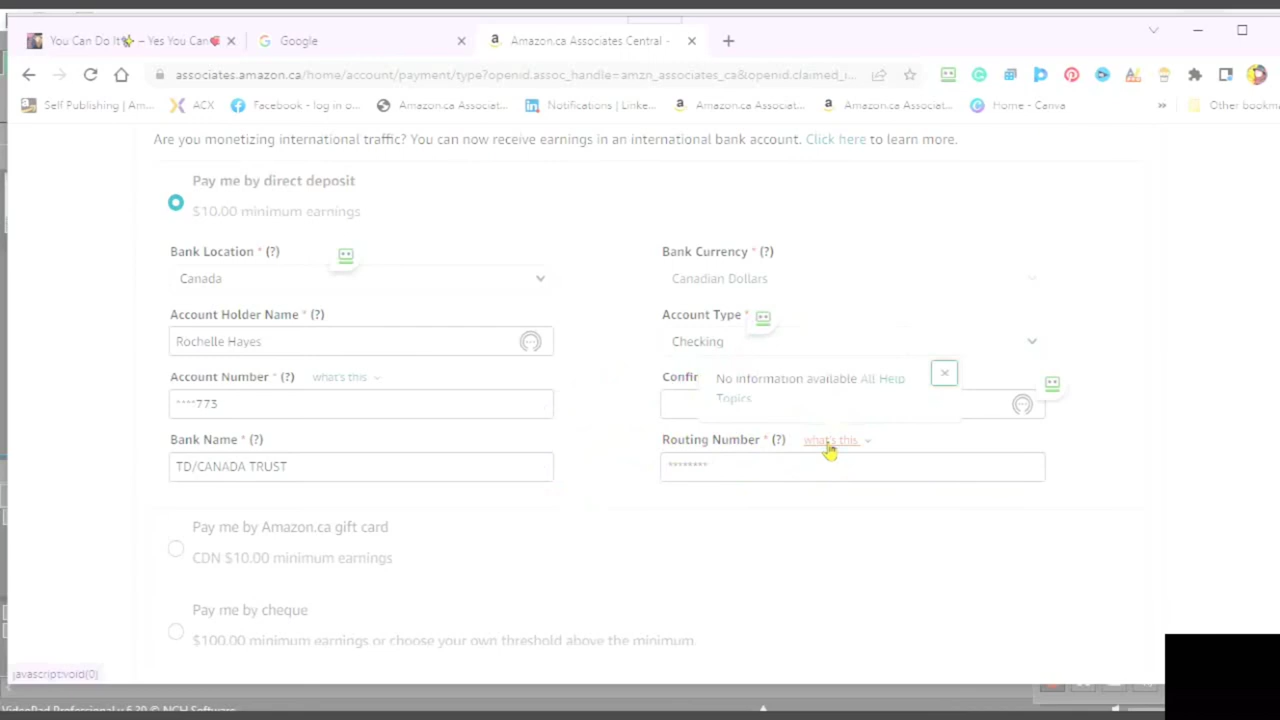 You Can Do It✨ – Yes You Can
Google
Amazon.ca Associates Central -
associates.amazon.ca/home/account/payment/type?openid.assoc_handle=amzn_associates_ca&openid.claimed_i...
Self Publishing | Am...
ACX
Facebook - log in o...
Amazon.ca Associat...
Notifications | Linke...
Amazon.ca Associat...
Amazon.ca Associat...
Home - Canva
»
Other bookma
Are you monetizing international traffic? You can now receive earnings in an international bank account. Click here to learn more.
Pay me by direct deposit
$10.00 minimum earnings
Bank Location * (?)
Bank Currency * (?)
Canada
Canadian Dollars
Account Holder Name * (?)
Account Type *
Rochelle Hayes
Checking
Account Number * (?) what's this
Confir
No information available All Help
Topics
****773
Bank Name * (?)
Routing Number * (?) what's this
TD/CANADA TRUST
********
Pay me by Amazon.ca gift card
CDN $10.00 minimum earnings
Pay me by cheque
$100.00 minimum earnings or choose your own threshold above the minimum.
javascript:void(0)
VideoPad Professional v 6.30 © NCH Software